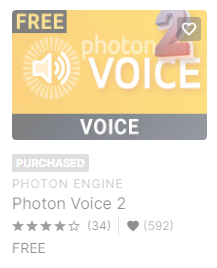 FREE
photon 2
VOICE
VOICE
PURCHASED
PHOTON ENGINE
Photon Voice 2
(34) (592)
FREE